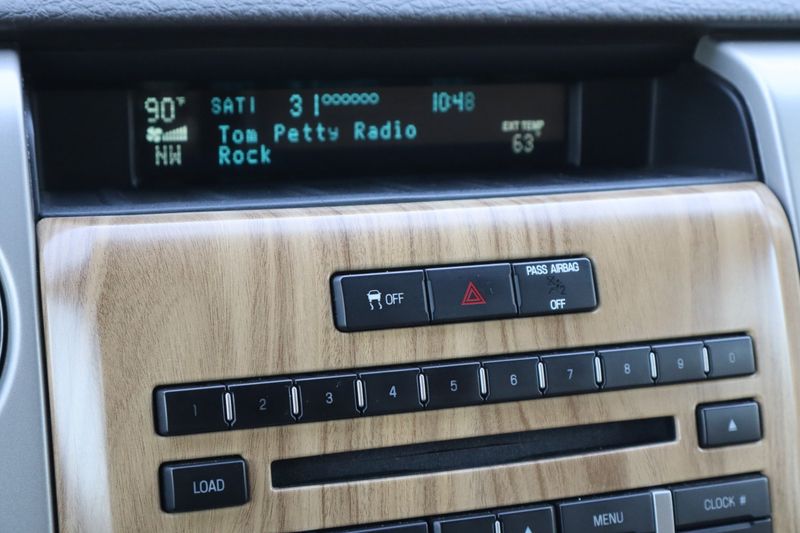 90°F SAT1 31 10:48
Tom Petty Radio
NW Rock
EXT TEMP
63°
OFF
PASS AIRBAG
OFF
1 2 3 4 5 6 7 8 9 0
LOAD
MENU CLOCK #